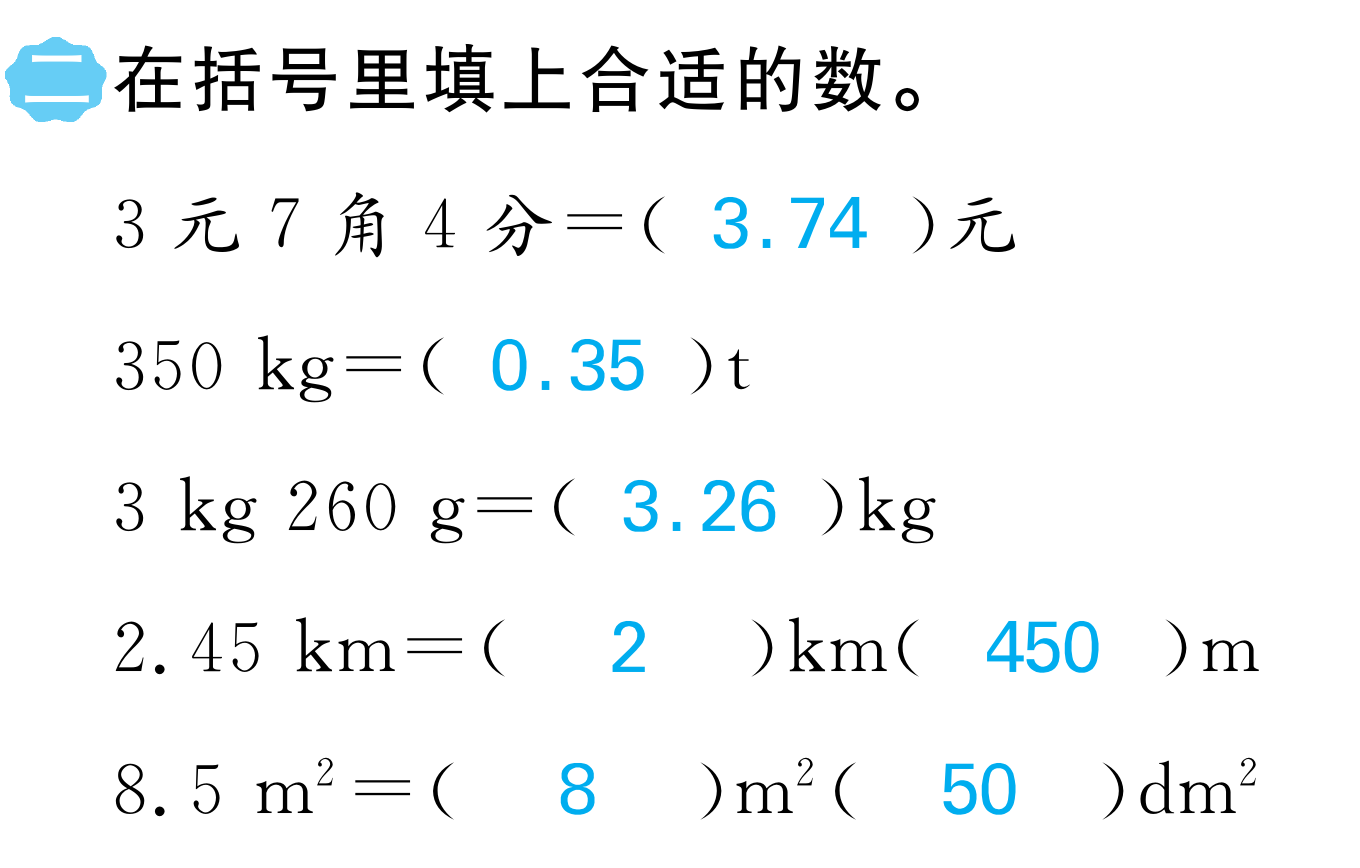 二 在括号里填上合适的数。
3 元 7 角 4 分=( 3.74 )元
350 kg=( 0.35 )t
3 kg 260 g=( 3.26 )kg
2.45 km=( 2 )km( 450 )m
8.5 m²=( 8 )m²( 50 )dm²